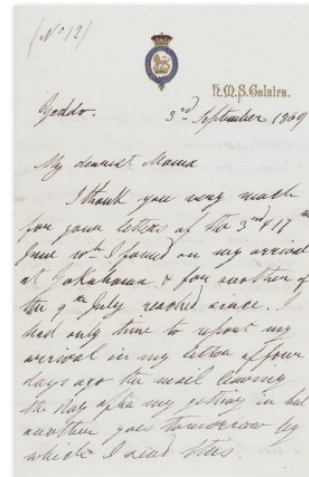 (No 12)
H.M.S. Galatea.
Yeddo.
3rd September 1869
My dearest Mama
I thank you very much
for your letters of the 3rd & 17th
June wh. I found on my arrival
at Yokohama & for another of
the 9th July reached since. I
had only time to report my
arrival in my letter of four
days ago the mail leaving
the day after my getting in but
another goes tomorrow by
which I send this.